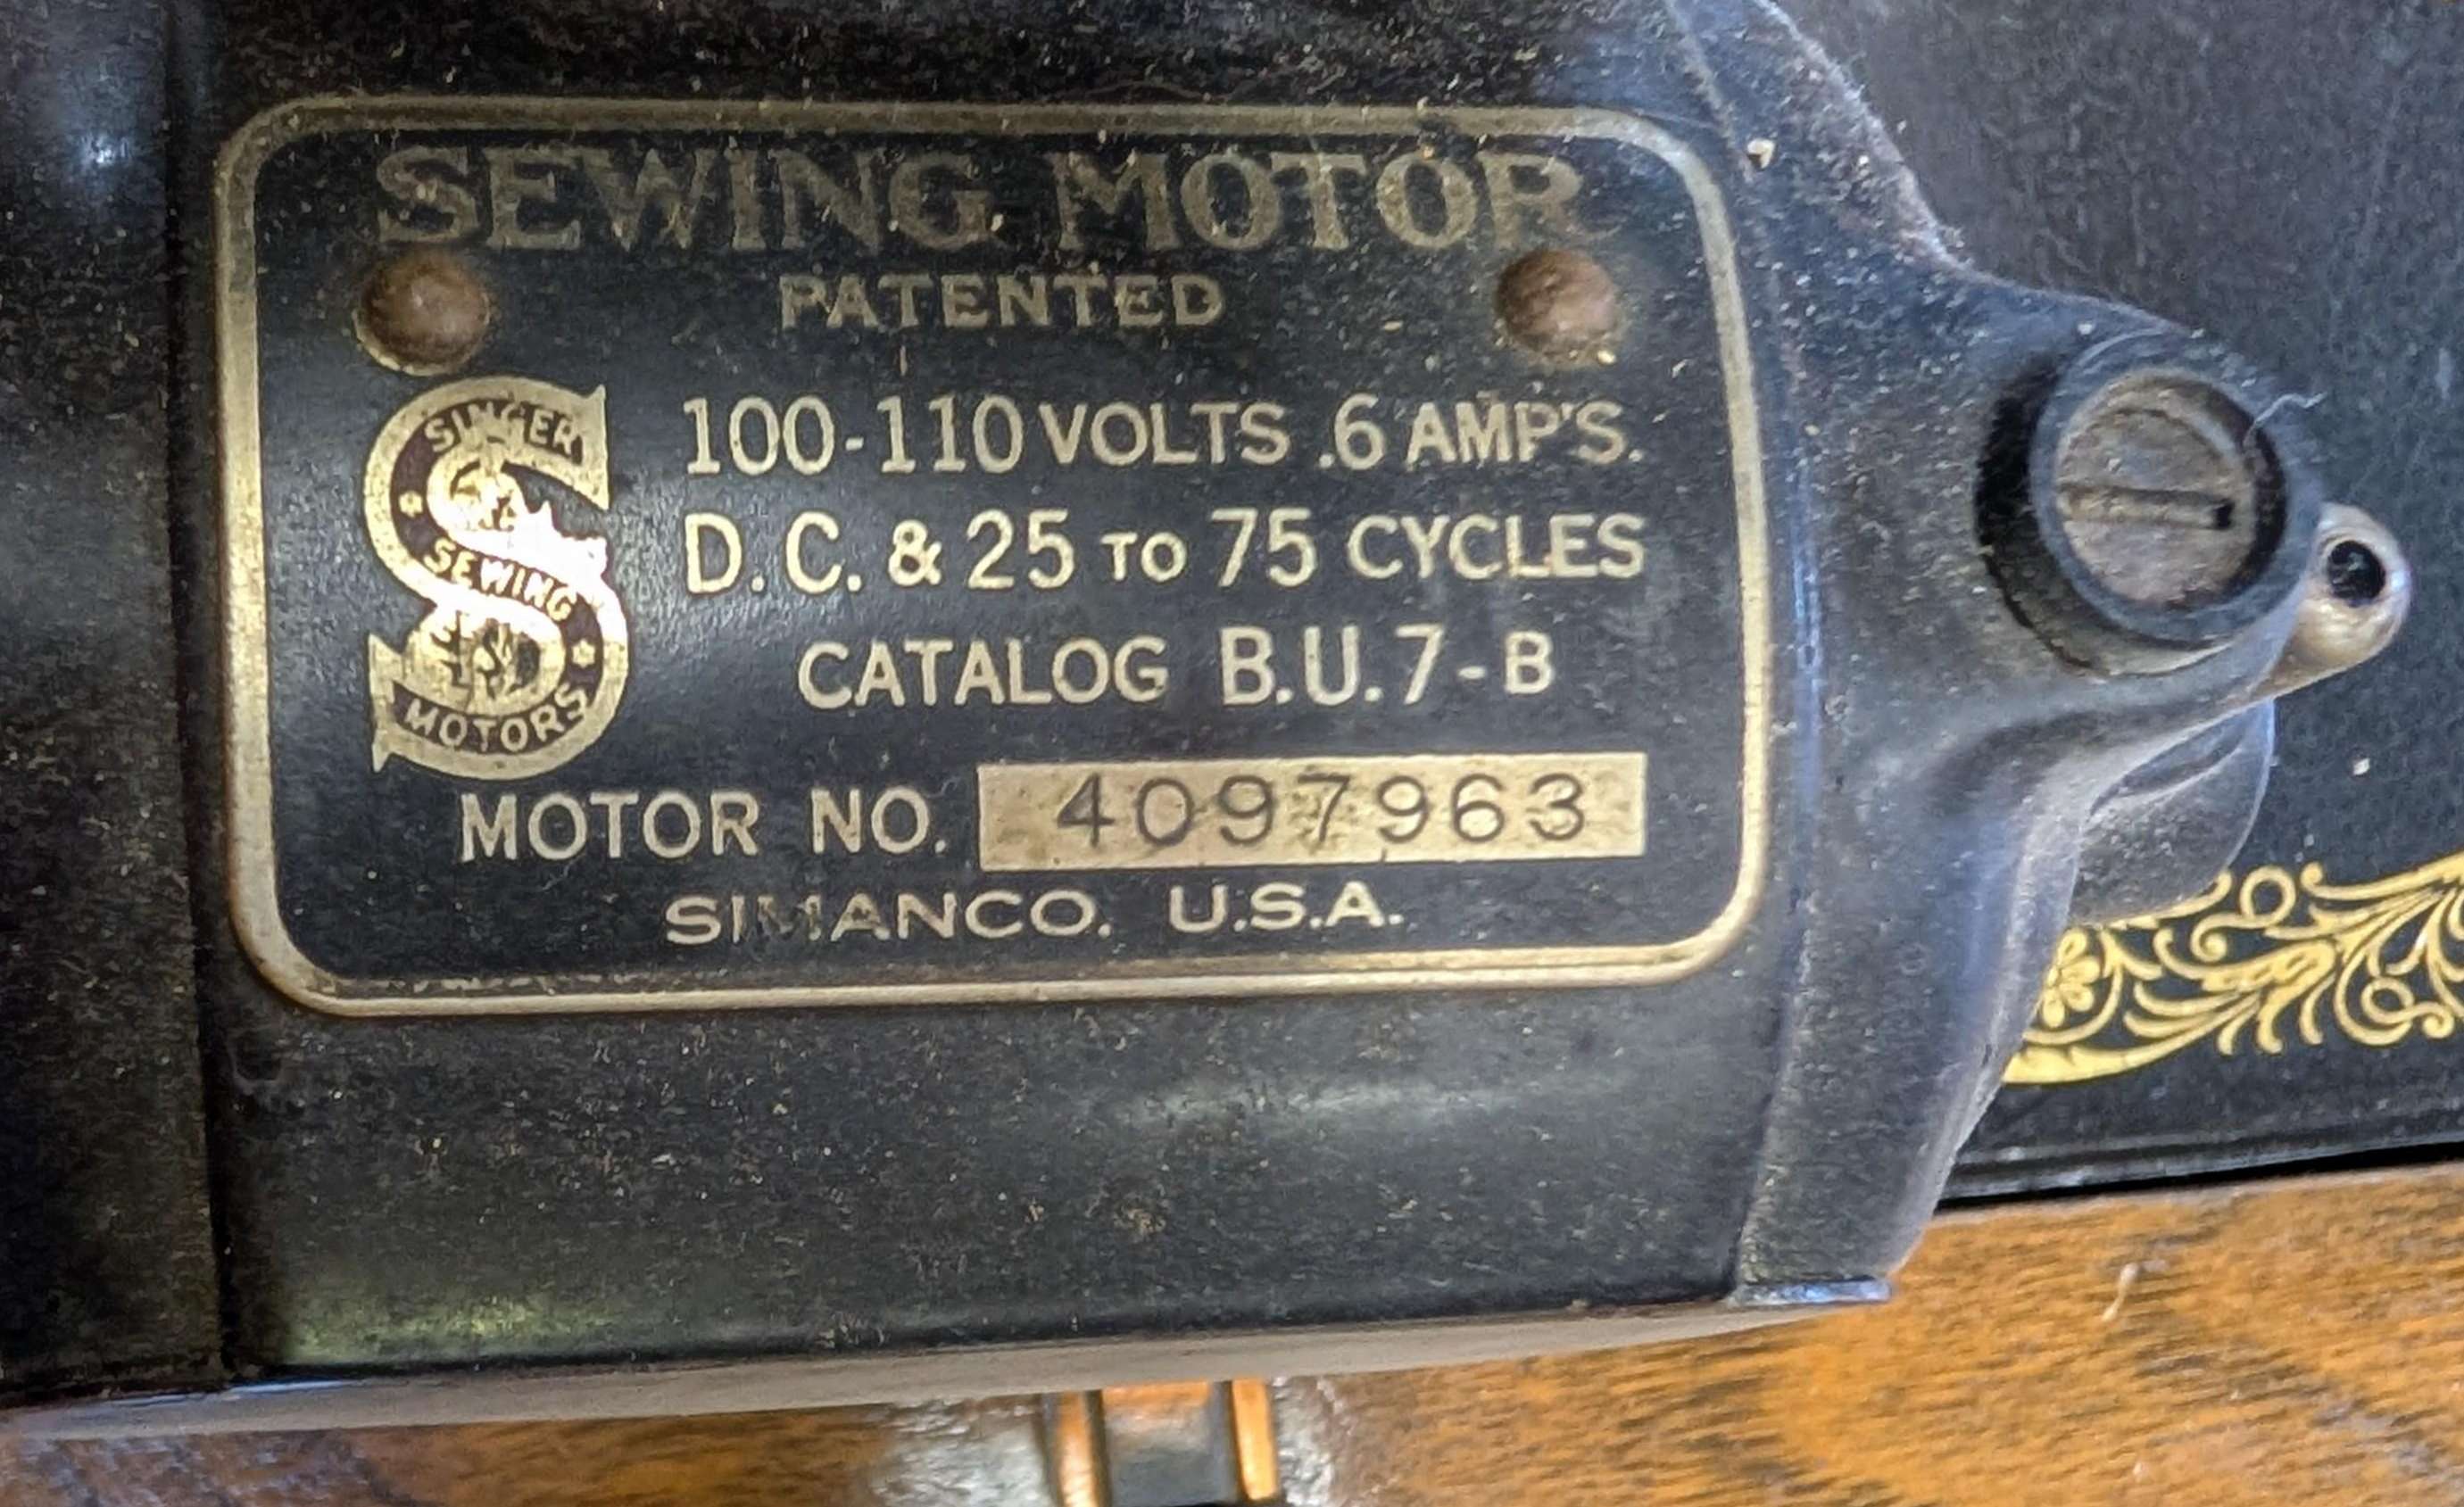 SEWING MOTOR
PATENTED
SINGER
SEWING
MOTORS
100-110 VOLTS .6 AMP'S.
D.C. & 25 TO 75 CYCLES
CATALOG B.U.7-B
MOTOR NO. 4097963
SIMANCO. U.S.A.